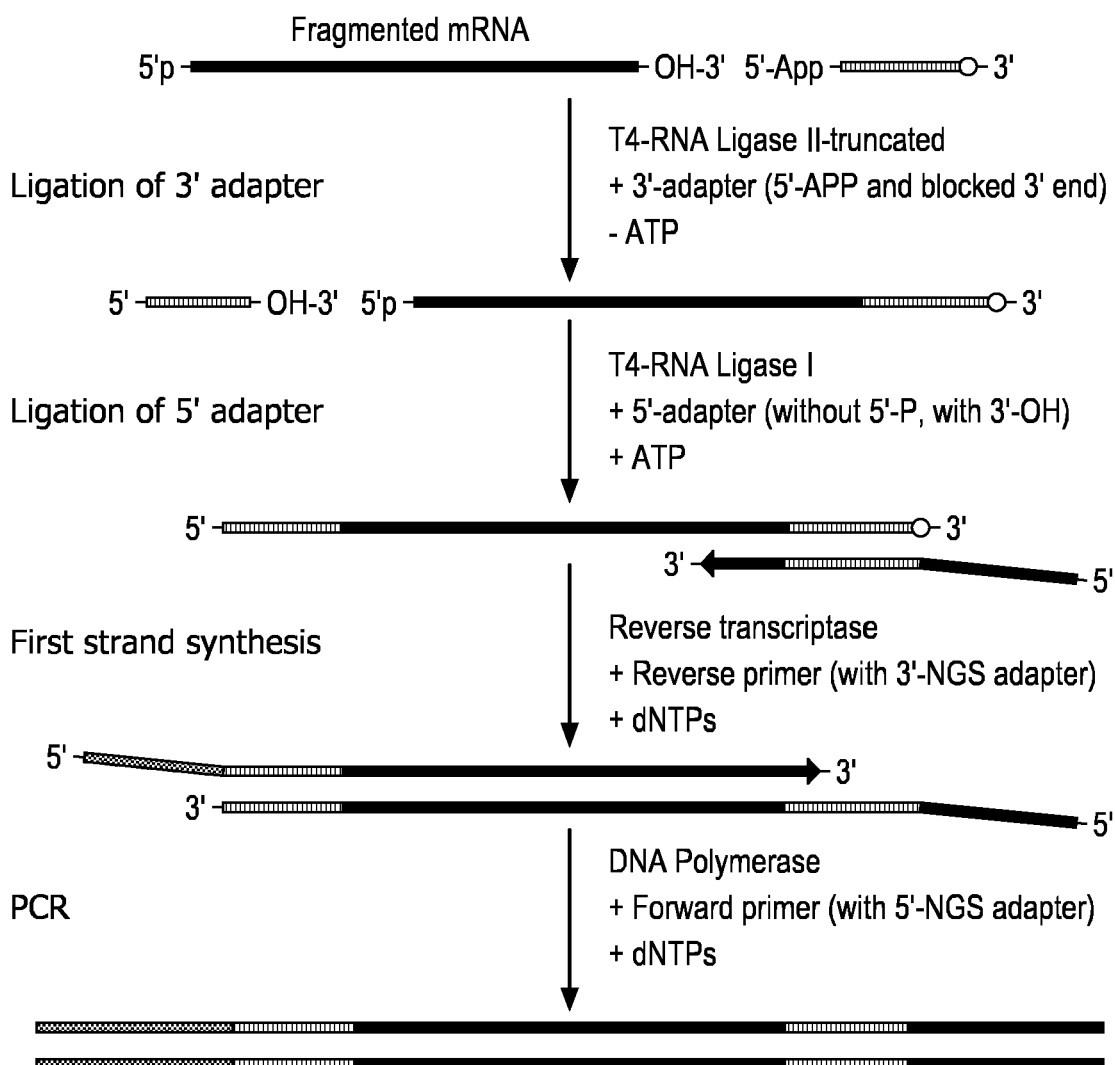 Fragmented mRNA
5'p OH-3' 5'-App 3'
T4-RNA Ligase II-truncated
Ligation of 3' adapter + 3'-adapter (5'-APP and blocked 3' end)
- ATP
5' OH-3' 5'p 3'
T4-RNA Ligase I
Ligation of 5' adapter + 5'-adapter (without 5'-P, with 3'-OH)
+ ATP
5' 3'
3' 5'
Reverse transcriptase
First strand synthesis + Reverse primer (with 3'-NGS adapter)
+ dNTPs
5' 3'
3' 5'
DNA Polymerase
PCR + Forward primer (with 5'-NGS adapter)
+ dNTPs